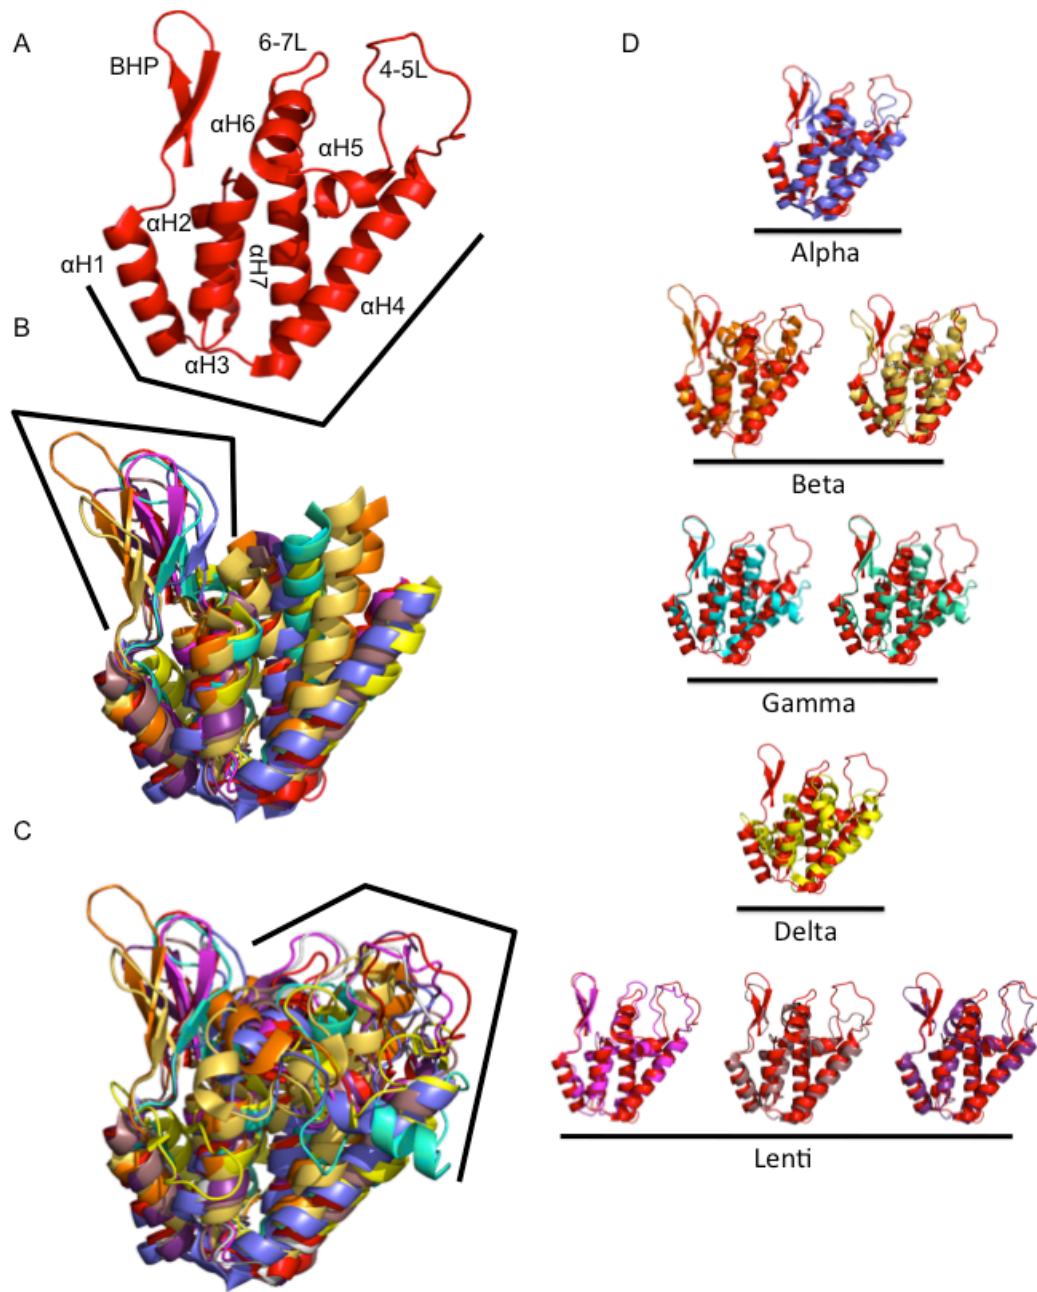 A
D
BHP
6-7L
4-5L
αH6
αH5
αH2
αH1
αH7
αH4
αH3
B
C
Alpha
Beta
Gamma
Delta
Lenti